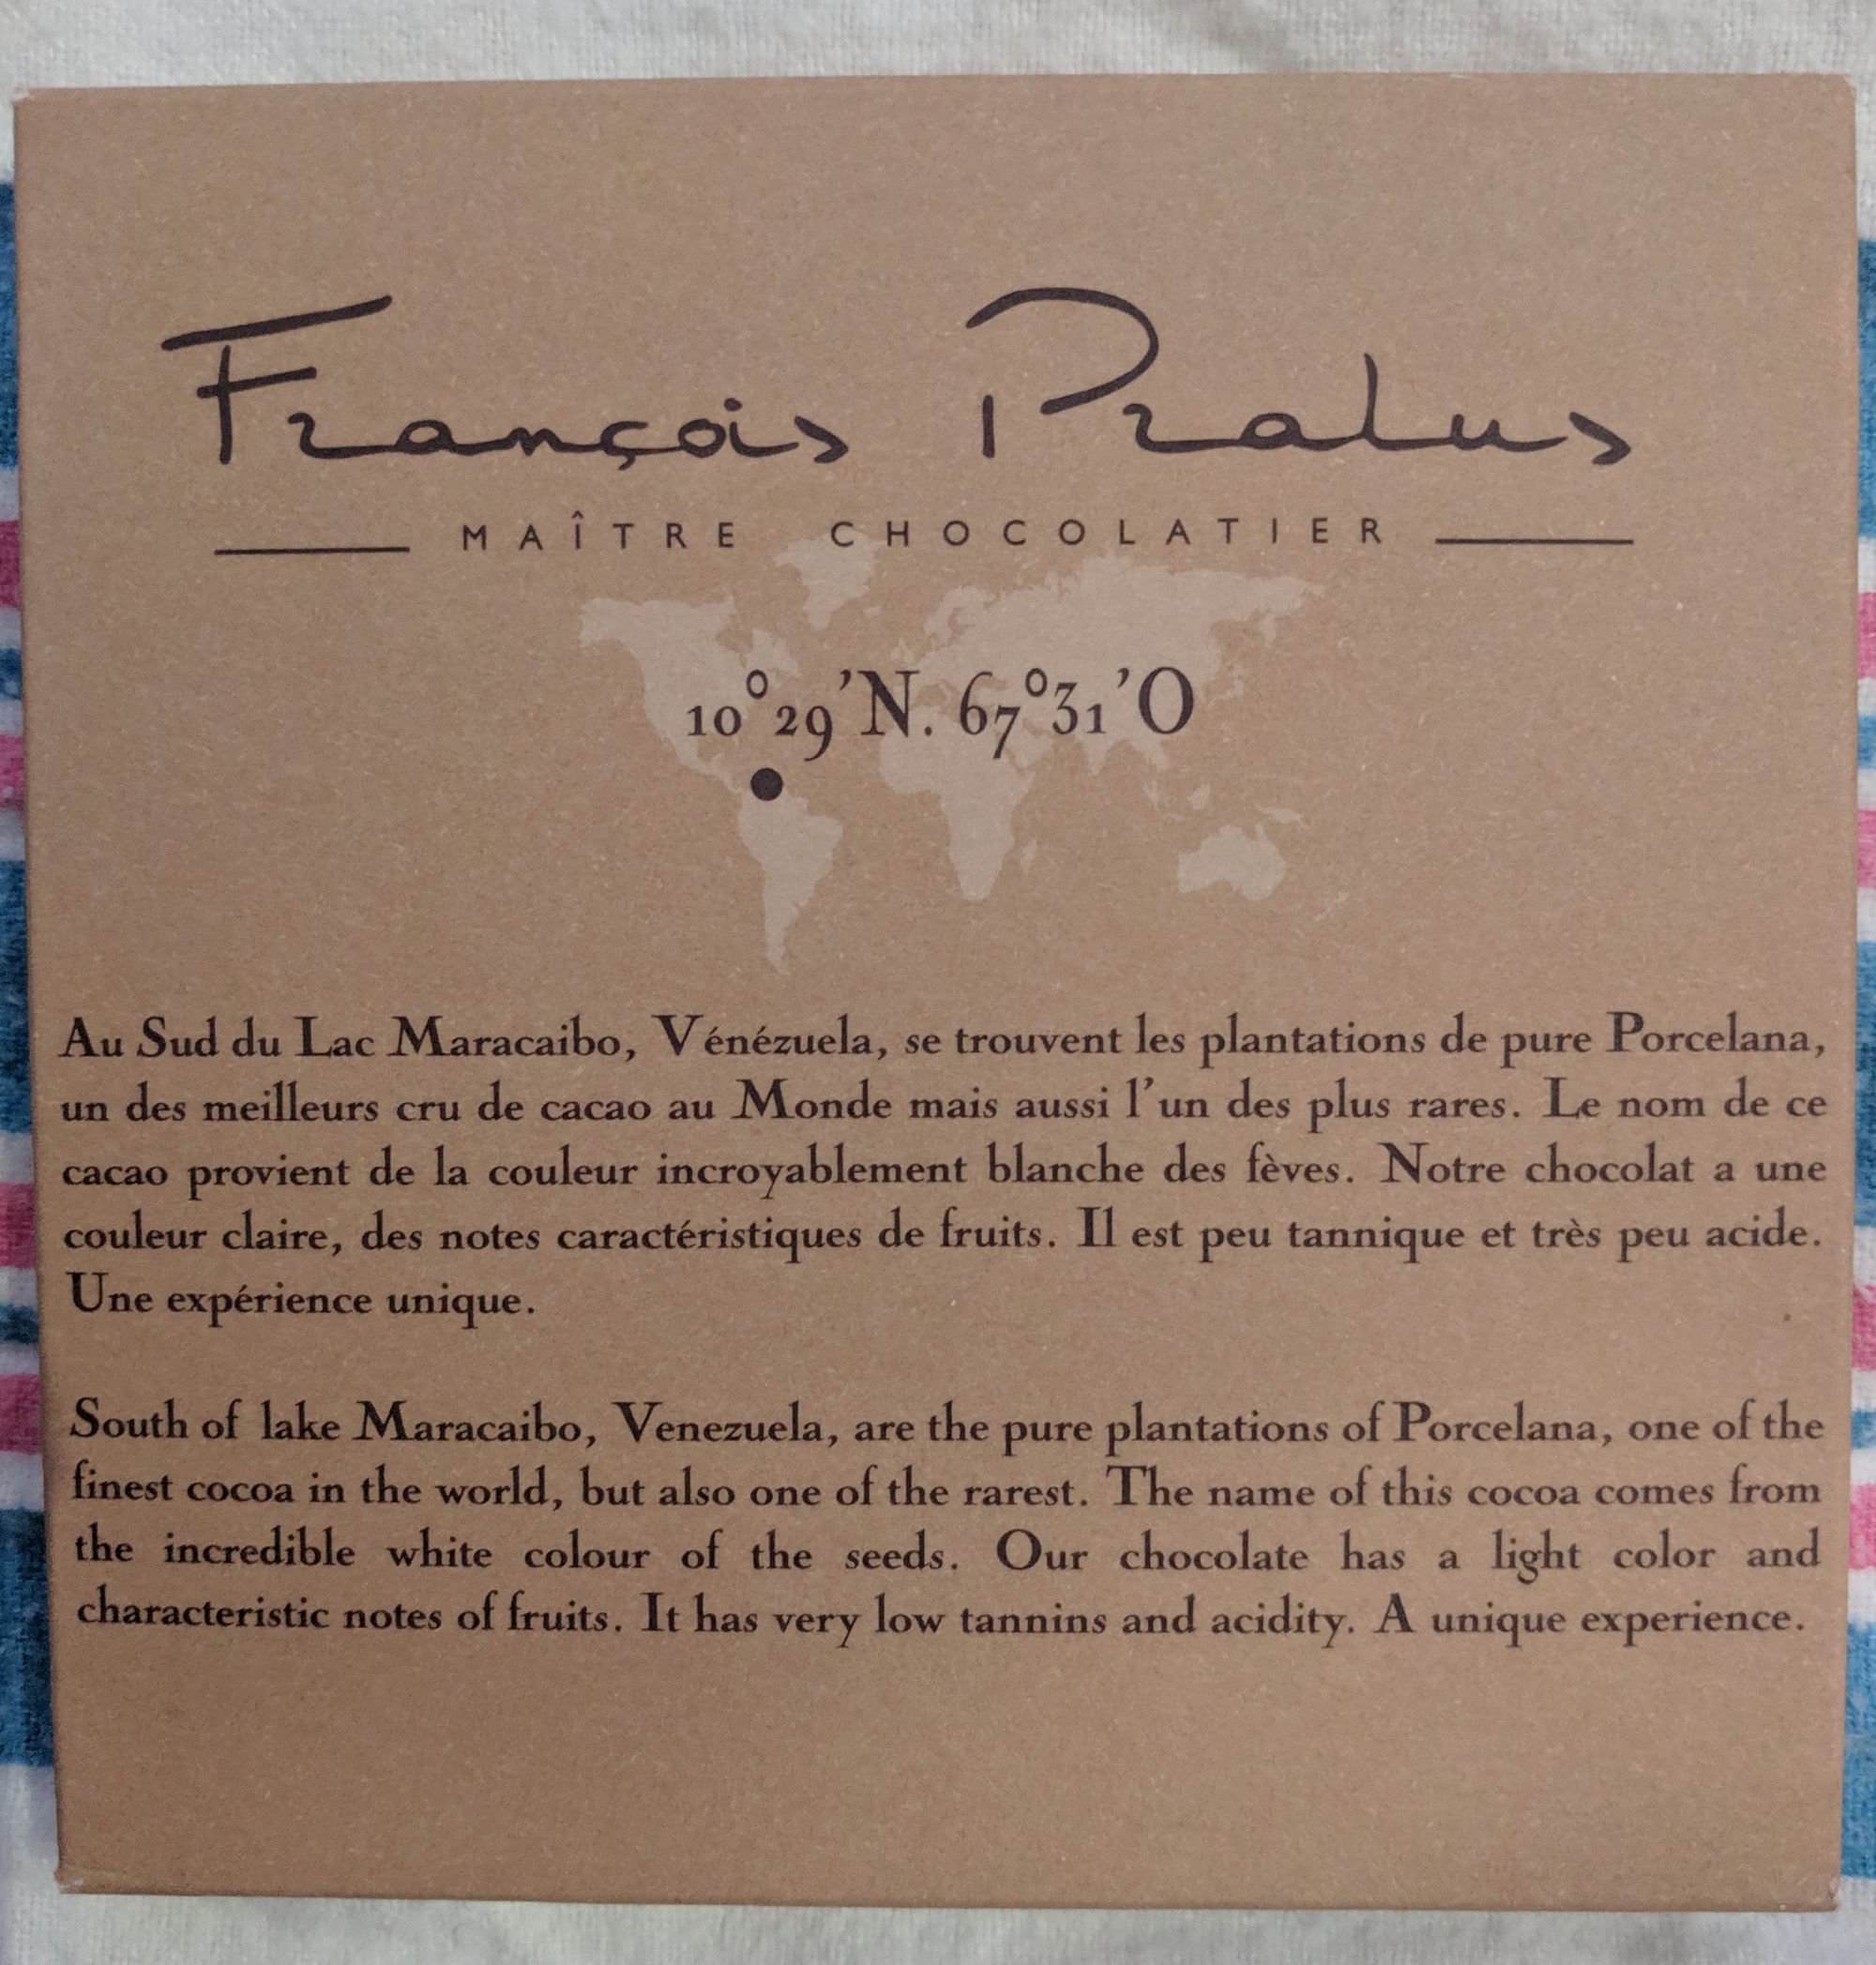 François Pralus
MAÎTRE CHOCOLATIER
10°29'N. 67°31'O
Au Sud du Lac Maracaibo, Vénézuela, se trouvent les plantations de pure Porcelana,
un des meilleurs cru de cacao au Monde mais aussi l'un des plus rares. Le nom de ce
cacao provient de la couleur incroyablement blanche des fèves. Notre chocolat a une
couleur claire, des notes caractéristiques de fruits. Il est peu tannique et très peu acide.
Une expérience unique.
South of lake Maracaibo, Venezuela, are the pure plantations of Porcelana, one of the
finest cocoa in the world, but also one of the rarest. The name of this cocoa comes from
the incredible white colour of the seeds. Our chocolate has a light color and
characteristic notes of fruits. It has very low tannins and acidity. A unique experience.